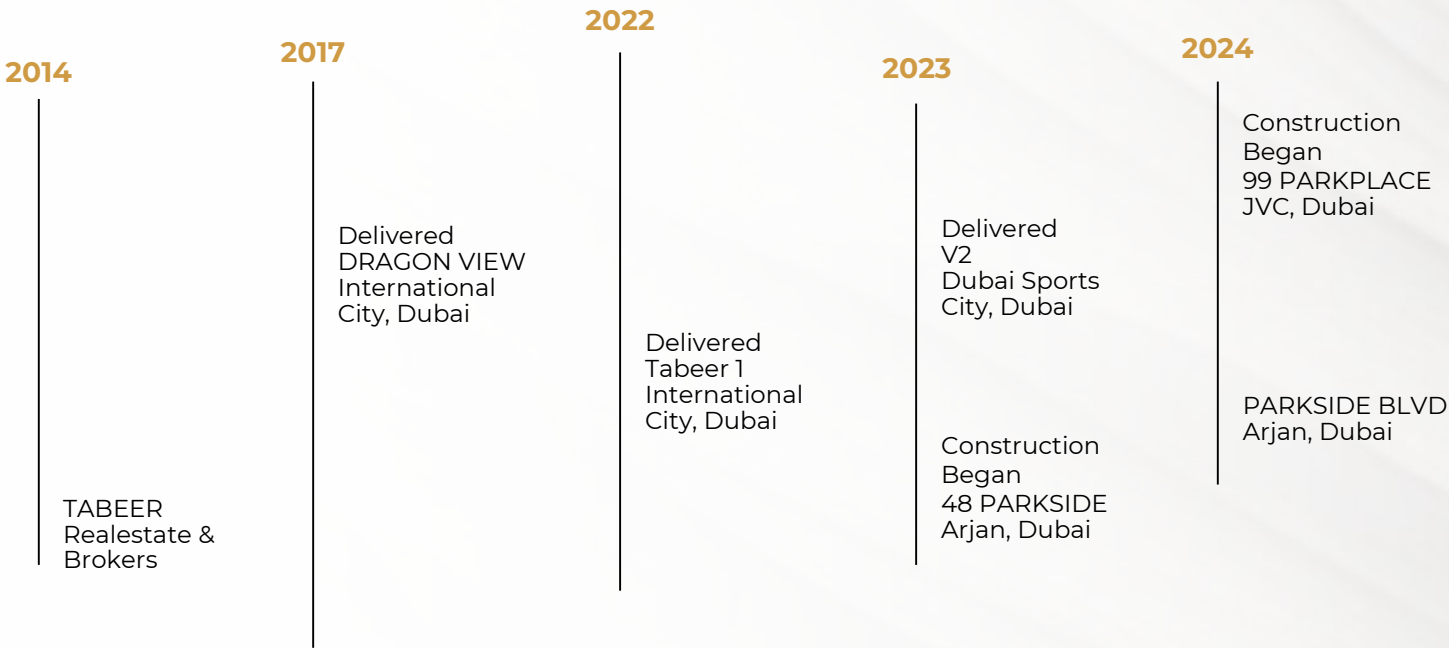 2014
TABEER
Realestate &
Brokers
2017
Delivered
DRAGON VIEW
International
City, Dubai
2022
Delivered
Tabeer 1
International
City, Dubai
2023
Delivered
V2
Dubai Sports
City, Dubai
Construction
Began
48 PARKSIDE
Arjan, Dubai
2024
Construction
Began
99 PARKPLACE
JVC, Dubai
PARKSIDE BLVD
Arjan, Dubai